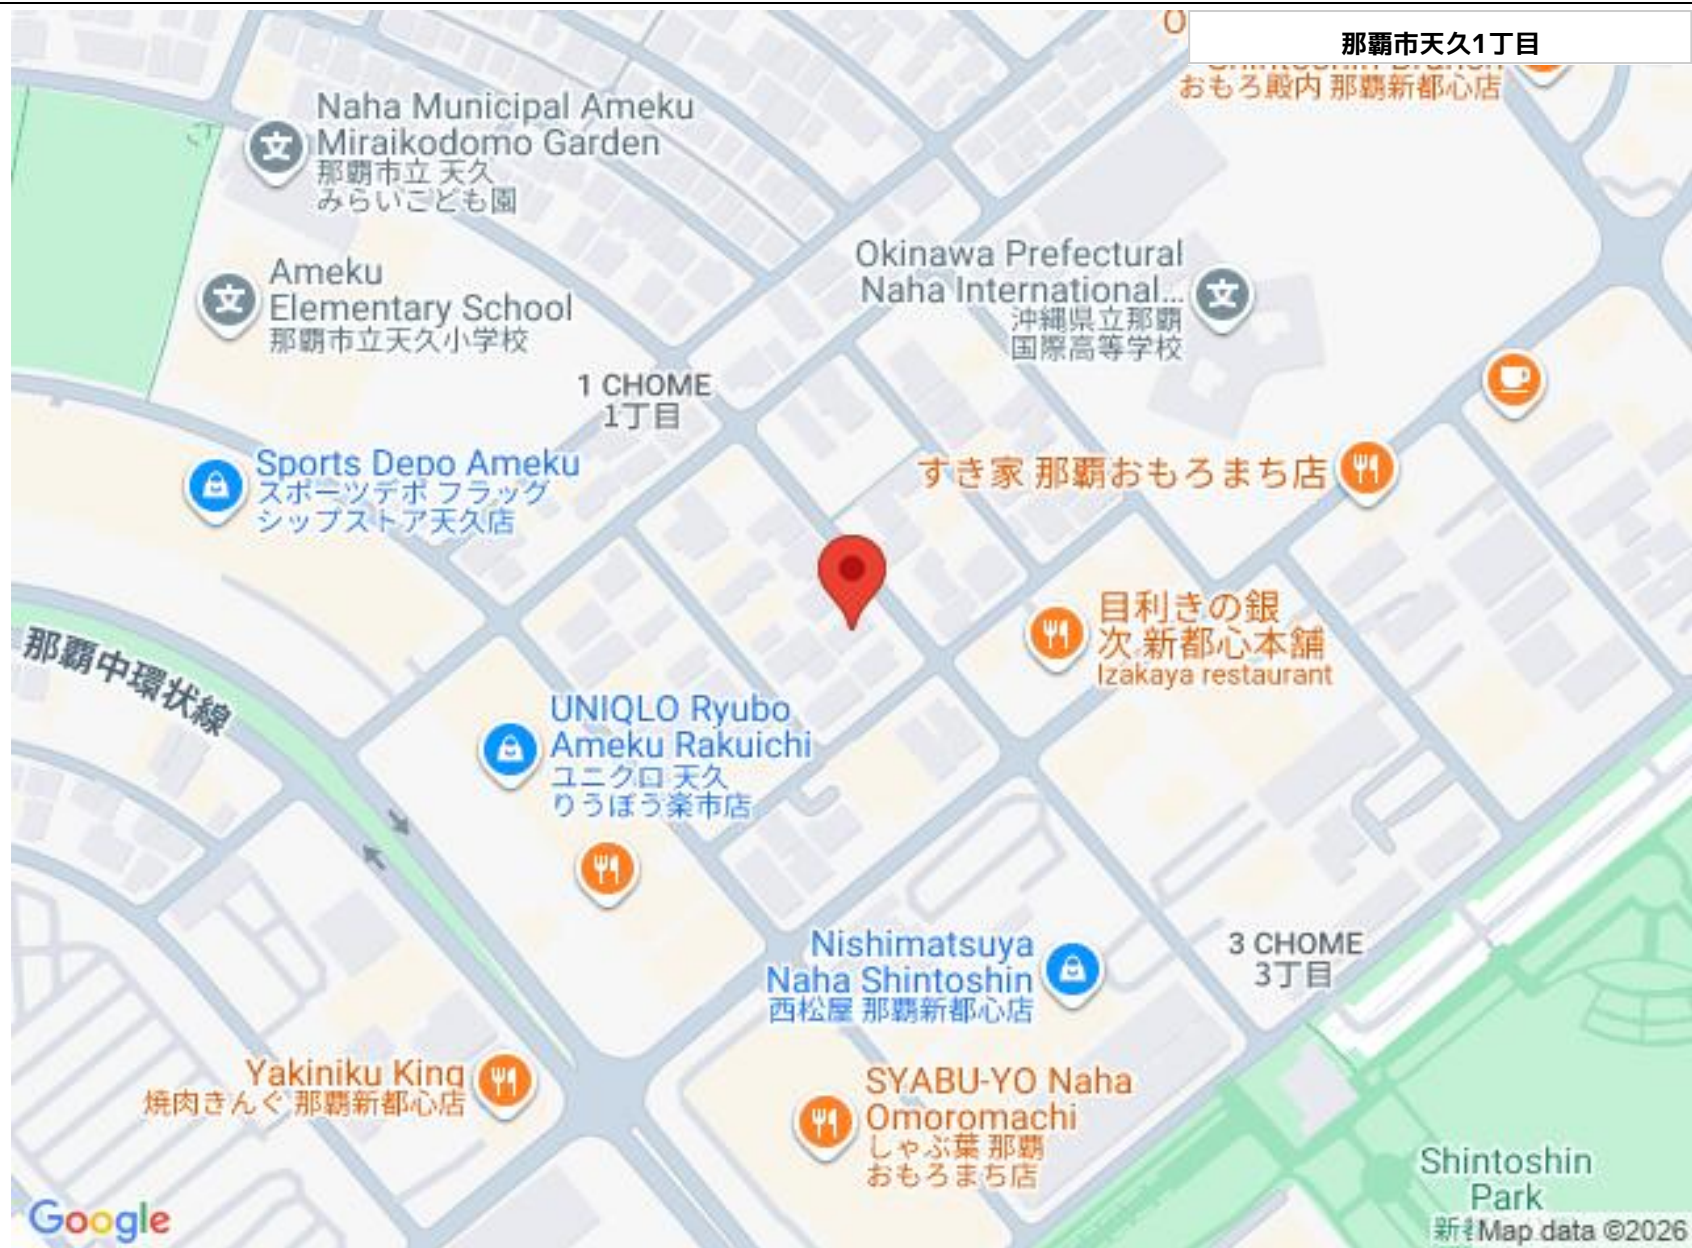 那覇市天久1丁目
おもろ殿内 那覇新都心店
Naha Municipal Ameku
Miraikodomo Garden
那覇市立 天久
みらいこども園
Okinawa Prefectural
Naha International...
沖縄県立那覇
国際高等学校
Ameku
Elementary School
那覇市立天久小学校
1 CHOME
1丁目
Sports Depo Ameku
スポーツデポ フラッグ
シップストア天久店
すき家 那覇おもろまち店
目利きの銀
次 新都心本舗
Izakaya restaurant
那覇中環状線
UNIQLO Ryubo
Ameku Rakuichi
ユニクロ 天久
りうぼう楽市店
Nishimatsuya
Naha Shintoshin
西松屋 那覇新都心店
3 CHOME
3丁目
Yakiniku King
焼肉きんぐ 那覇新都心店
SYABU-YO Naha
Omoromachi
しゃぶ葉 那覇
おもろまち店
Shintoshin
Park
Google
Map data ©2026